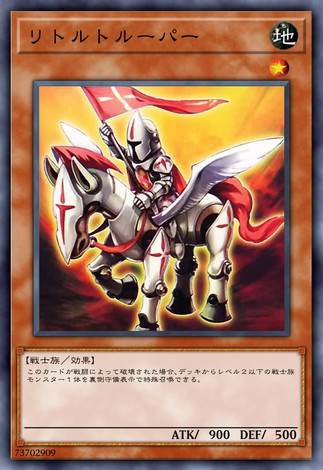 リトルトルーパー
地
【戦士族／効果】
このカードが戦闘によって破壊された場合、デッキからレベル２以下の戦士族
モンスター１体を裏側守備表示で特殊召喚できる。
ATK/ 900 DEF/ 500
73702909